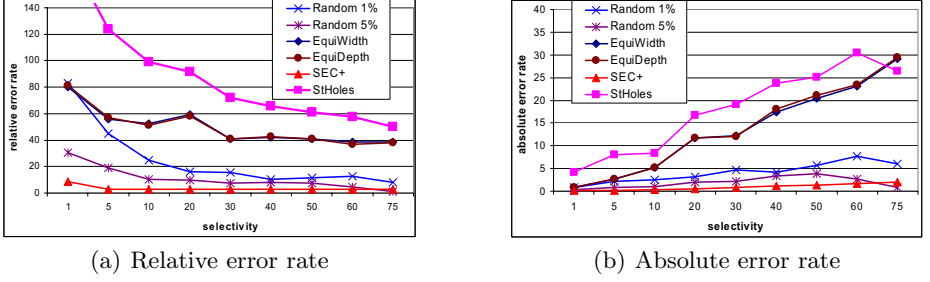 140
120
100
80
60
40
20
0
relative error rate
1 5 10 20 30 40 50 60 75
selectivity
Random 1%
Random 5%
EquiWidth
EquiDepth
SEC+
StHoles
(a) Relative error rate
40
35
30
25
20
15
10
5
0
absolute error rate
1 5 10 20 30 40 50 60 75
selectivity
Random 1%
Random 5%
EquiWidth
EquiDepth
SEC+
StHoles
(b) Absolute error rate